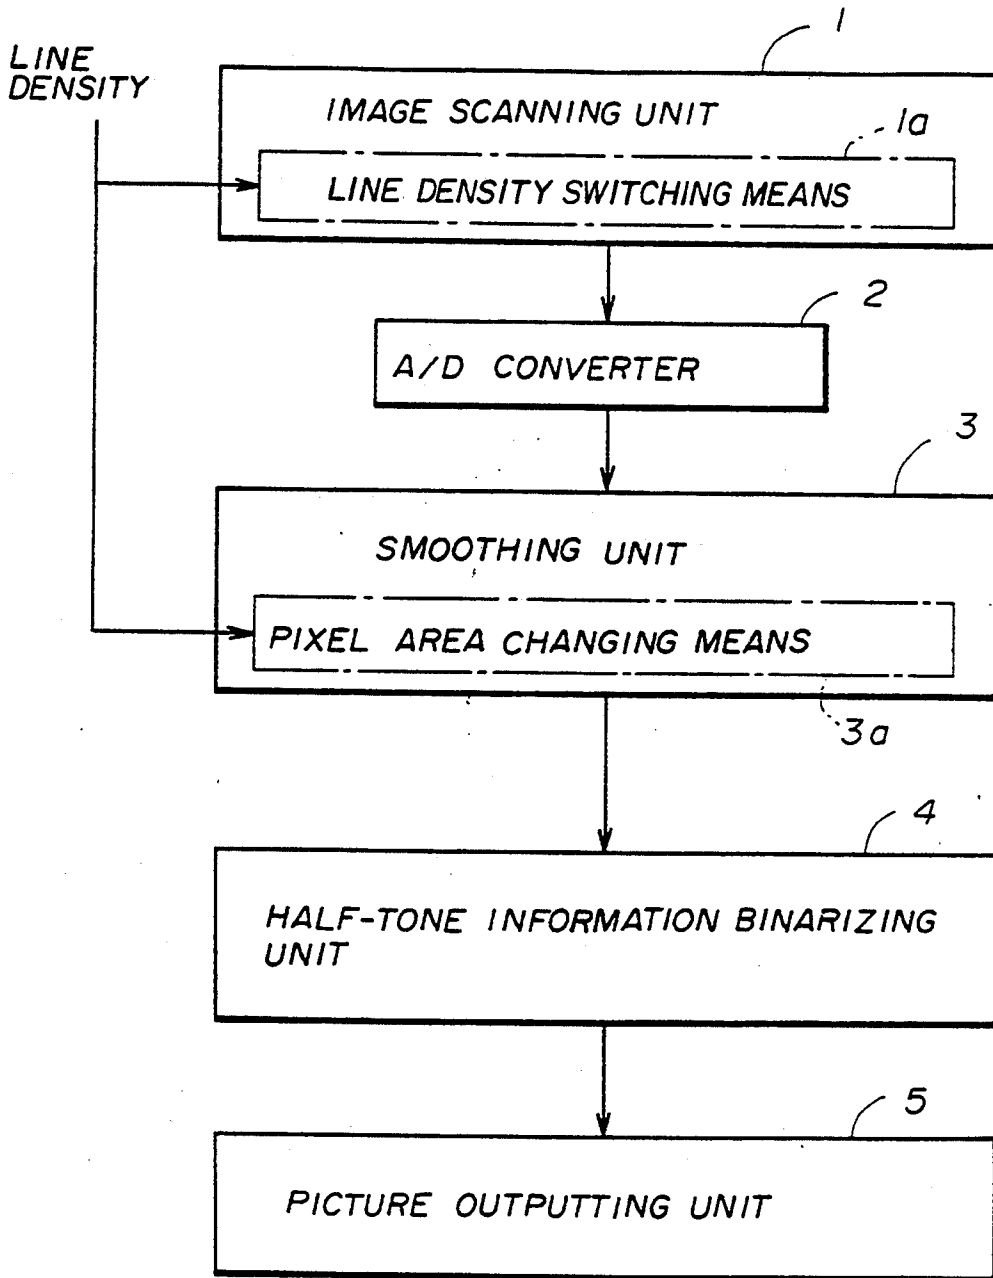 1
LINE
DENSITY
IMAGE SCANNING UNIT
1a
LINE DENSITY SWITCHING MEANS
2
A/D CONVERTER
3
SMOOTHING UNIT
PIXEL AREA CHANGING MEANS
3a
4
HALF-TONE INFORMATION BINARIZING
UNIT
5
PICTURE OUTPUTTING UNIT